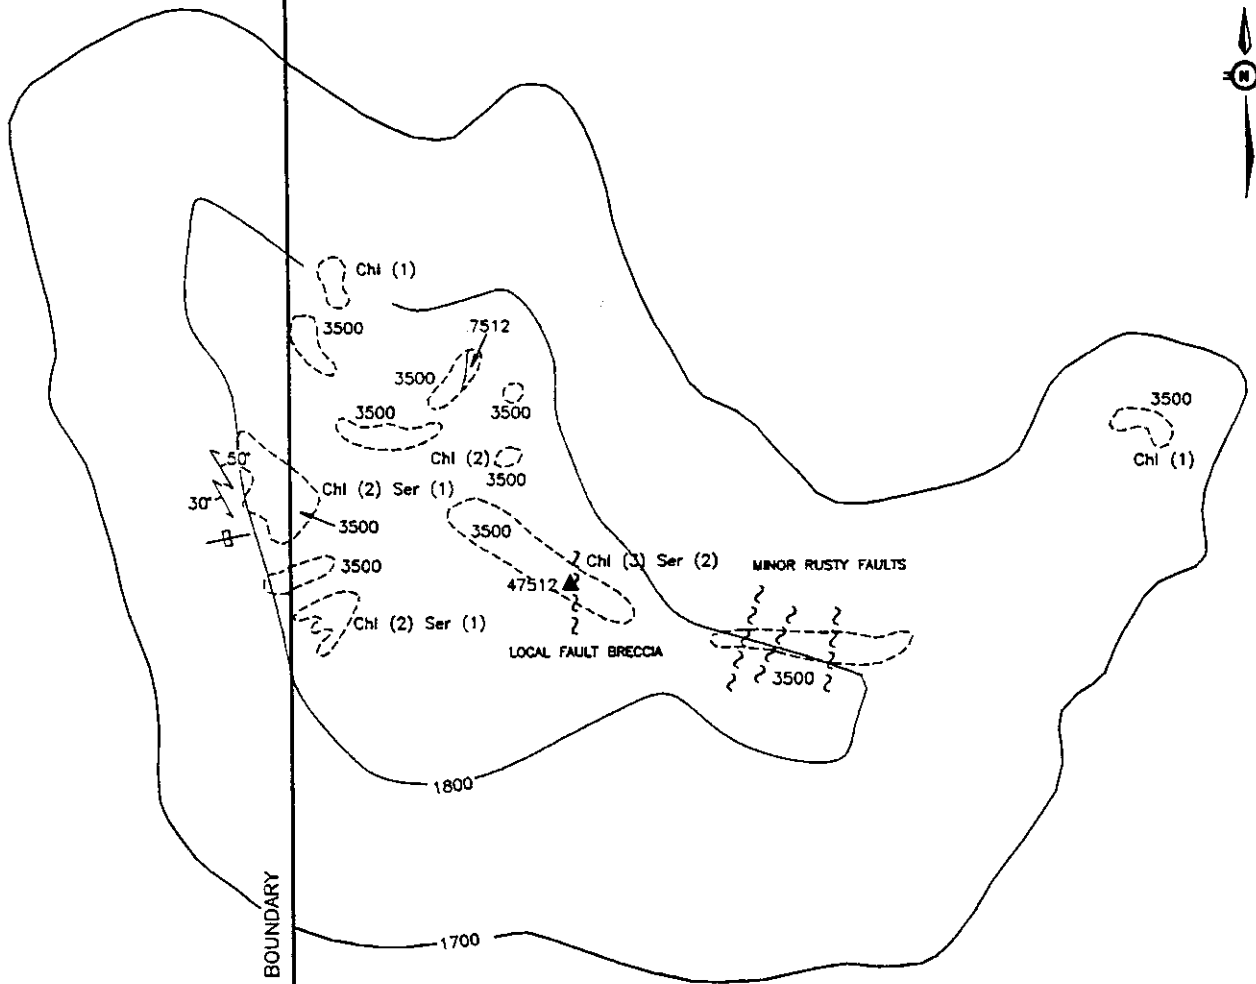 N
Chl (1)
3500
7512
3500
3500
3500
3500
Chl (1)
Chl (2)
3500
50°
30°
Chl (2) Ser (1)
3500
3500
3500
Chl (3) Ser (2)
MINOR RUSTY FAULTS
47512
3500
Chl (2) Ser (1)
LOCAL FAULT BRECCIA
3500
1800
BOUNDARY
1700